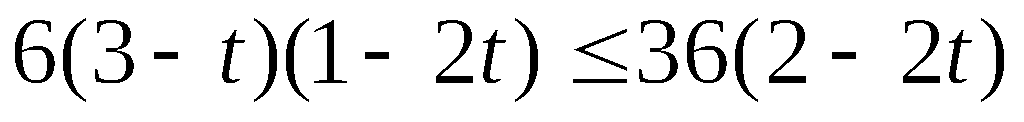 6(3 - t)(1 - 2t) ≤36(2 - 2t)